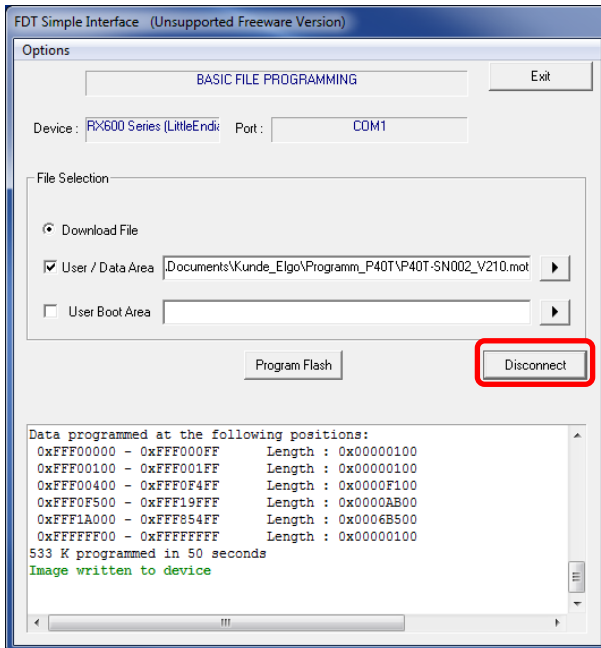 FDT Simple Interface (Unsupported Freeware Version)
Options
BASIC FILE PROGRAMMING
Exit
Device : RX600 Series (LittleEndi Port : COM1
File Selection
Download File
User / Data Area .Documents\Kunde_Elgo\Programm_P40T\P40T-SN002_V210.mot
User Boot Area
Program Flash
Disconnect
Data programmed at the following positions:
0xFFF00000 - 0xFFF000FF Length : 0x00000100
0xFFF00100 - 0xFFF001FF Length : 0x00000100
0xFFF00400 - 0xFFF0F4FF Length : 0x0000F100
0xFFF0F500 - 0xFFF19FFF Length : 0x0000AB00
0xFFF1A000 - 0xFFF854FF Length : 0x0006B500
0xFFFFFF00 - 0xFFFFFFFF Length : 0x00000100
533 K programmed in 50 seconds
Image written to device